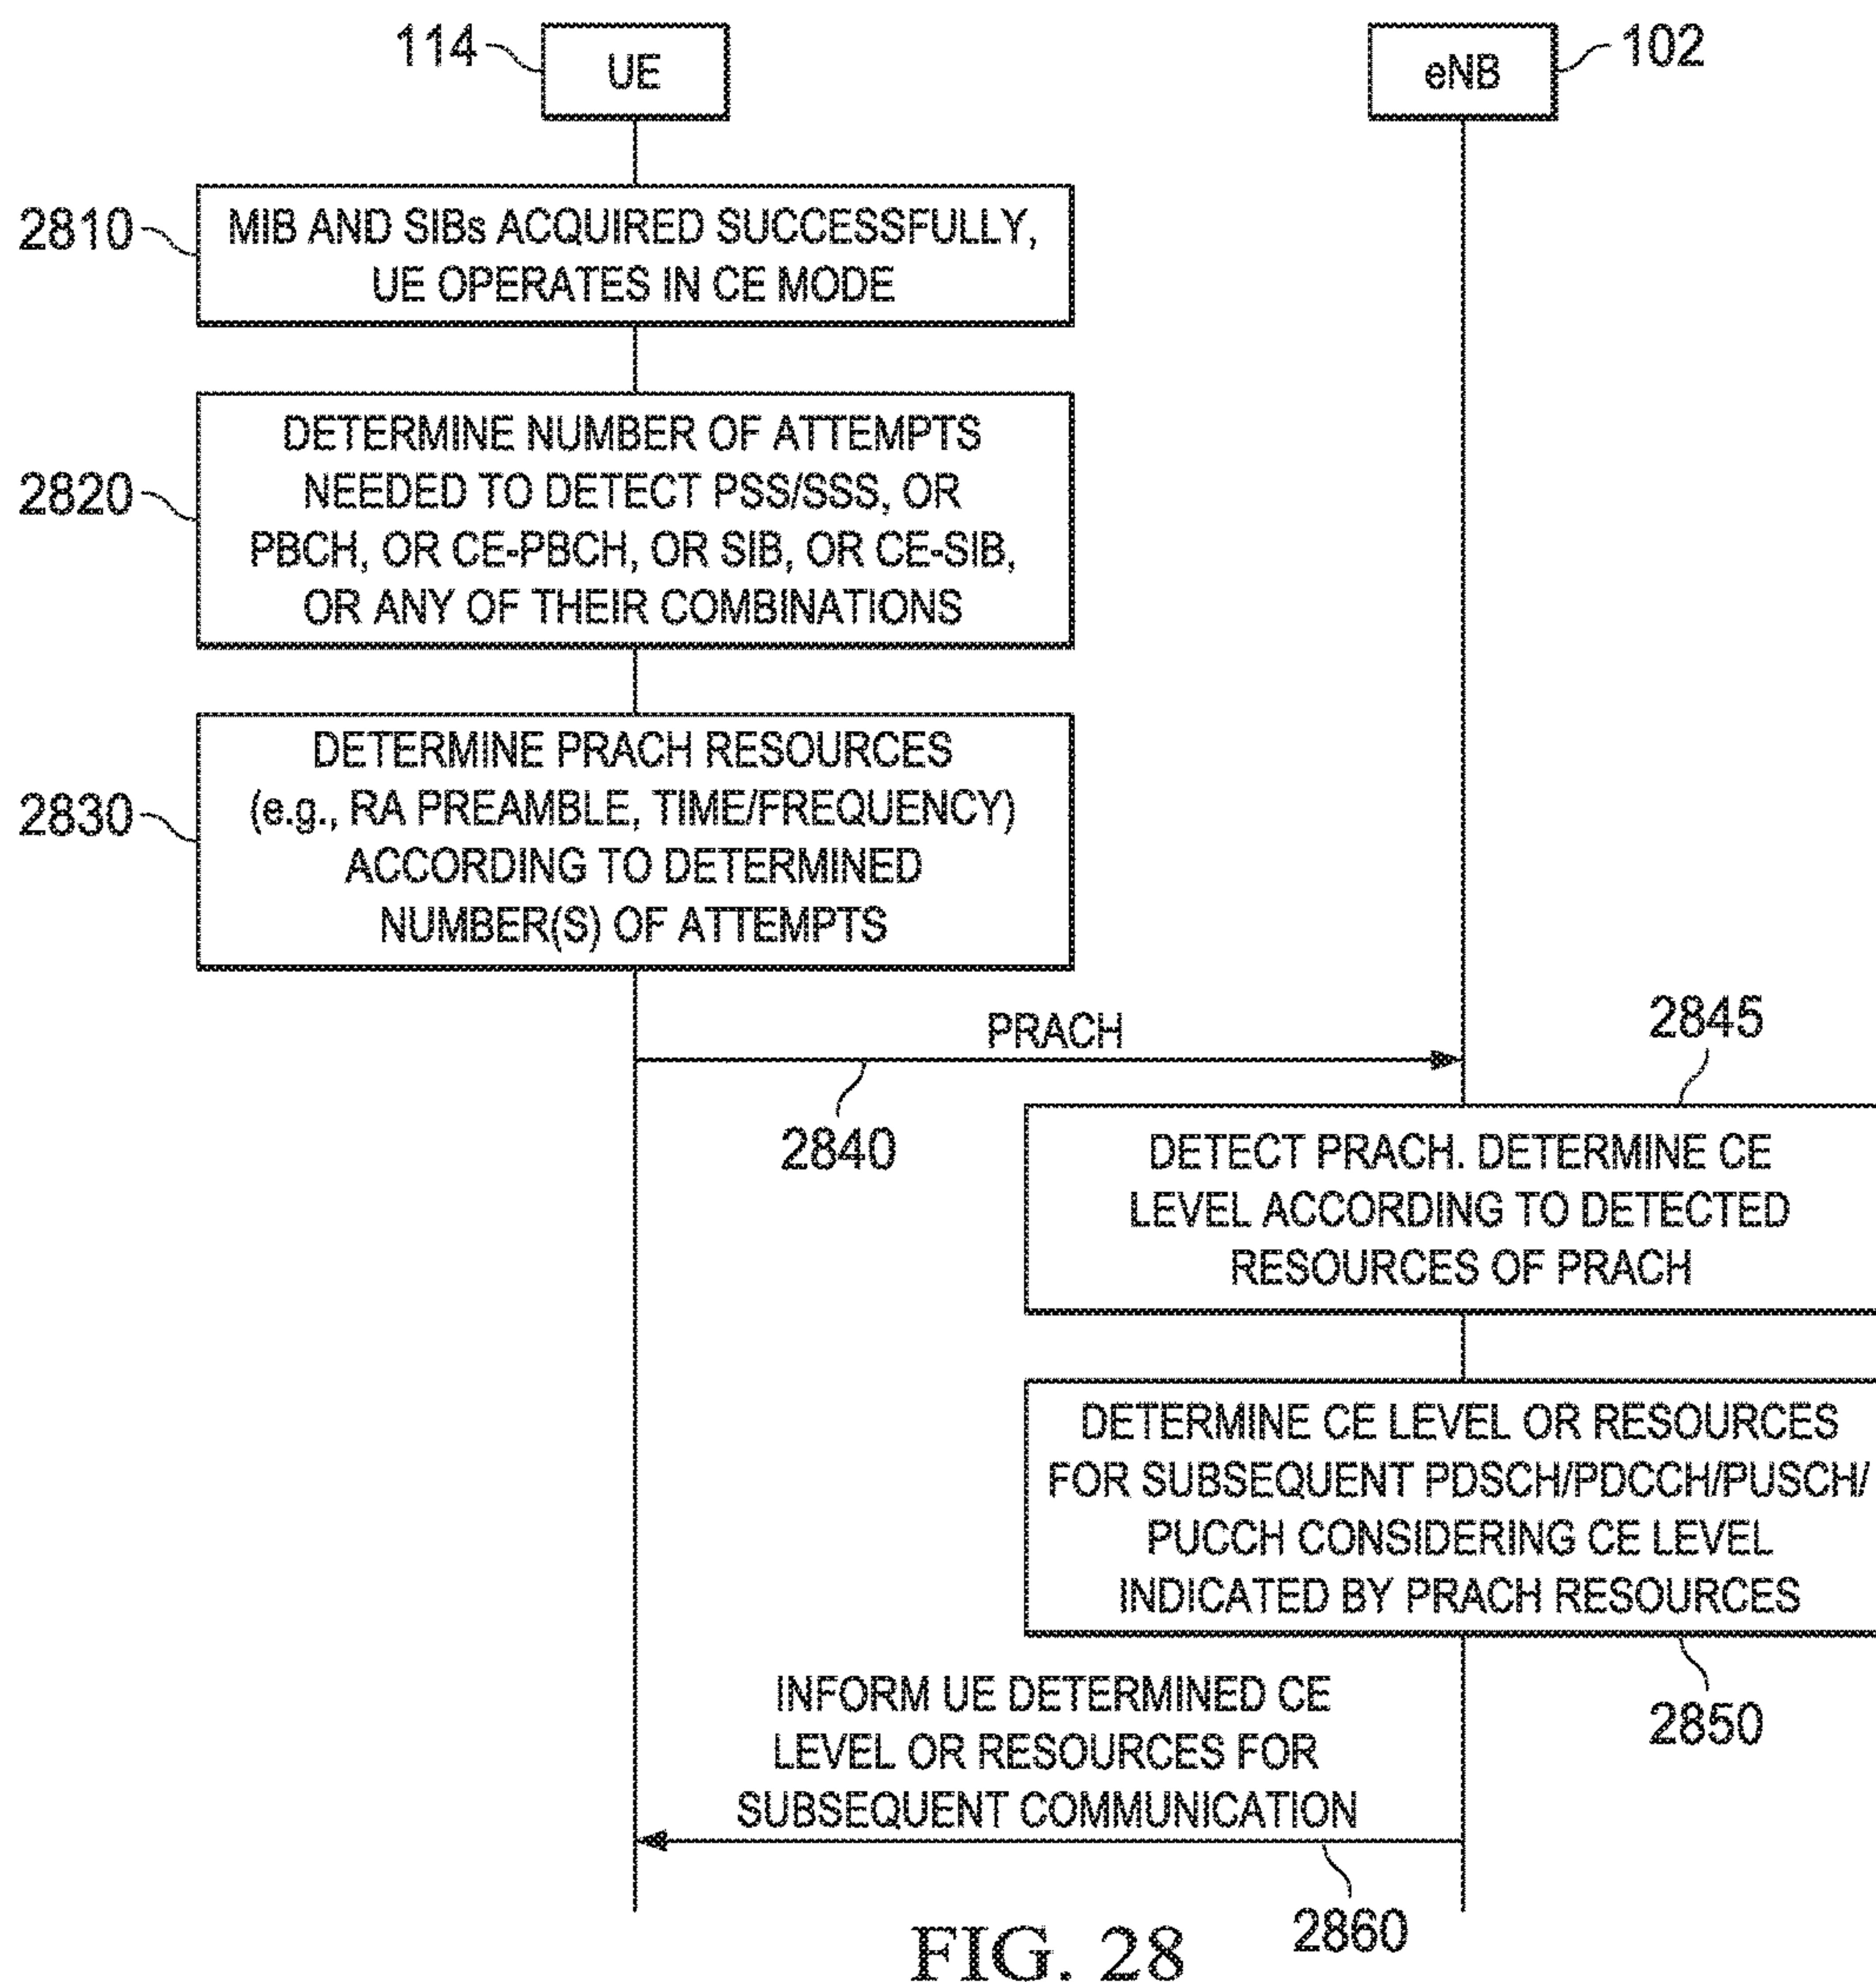 114
UE
eNB
102
2810
MIB AND SIBs ACQUIRED SUCCESSFULLY,
UE OPERATES IN CE MODE
2820
DETERMINE NUMBER OF ATTEMPTS
NEEDED TO DETECT PSS/SSS, OR
PBCH, OR CE-PBCH, OR SIB, OR CE-SIB,
OR ANY OF THEIR COMBINATIONS
2830
DETERMINE PRACH RESOURCES
(e.g., RA PREAMBLE, TIME/FREQUENCY)
ACCORDING TO DETERMINED
NUMBER(S) OF ATTEMPTS
PRACH
2840
2845
DETECT PRACH. DETERMINE CE
LEVEL ACCORDING TO DETECTED
RESOURCES OF PRACH
DETERMINE CE LEVEL OR RESOURCES
FOR SUBSEQUENT PDSCH/PDCCH/PUSCH/
PUCCH CONSIDERING CE LEVEL
INDICATED BY PRACH RESOURCES
2850
INFORM UE DETERMINED CE
LEVEL OR RESOURCES FOR
SUBSEQUENT COMMUNICATION
2860
FIG. 28